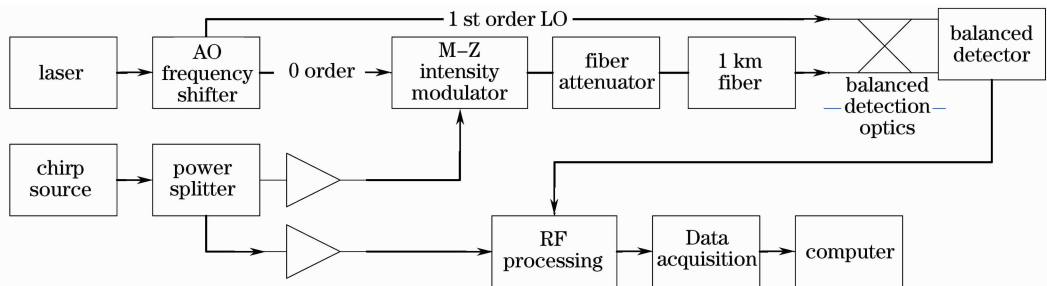 1 st order LO
laser
AO
frequency
shifter
0 order
M–Z
intensity
modulator
fiber
attenuator
1 km
fiber
balanced
detection
optics
balanced
detector
chirp
source
power
splitter
RF
processing
Data
acquisition
computer